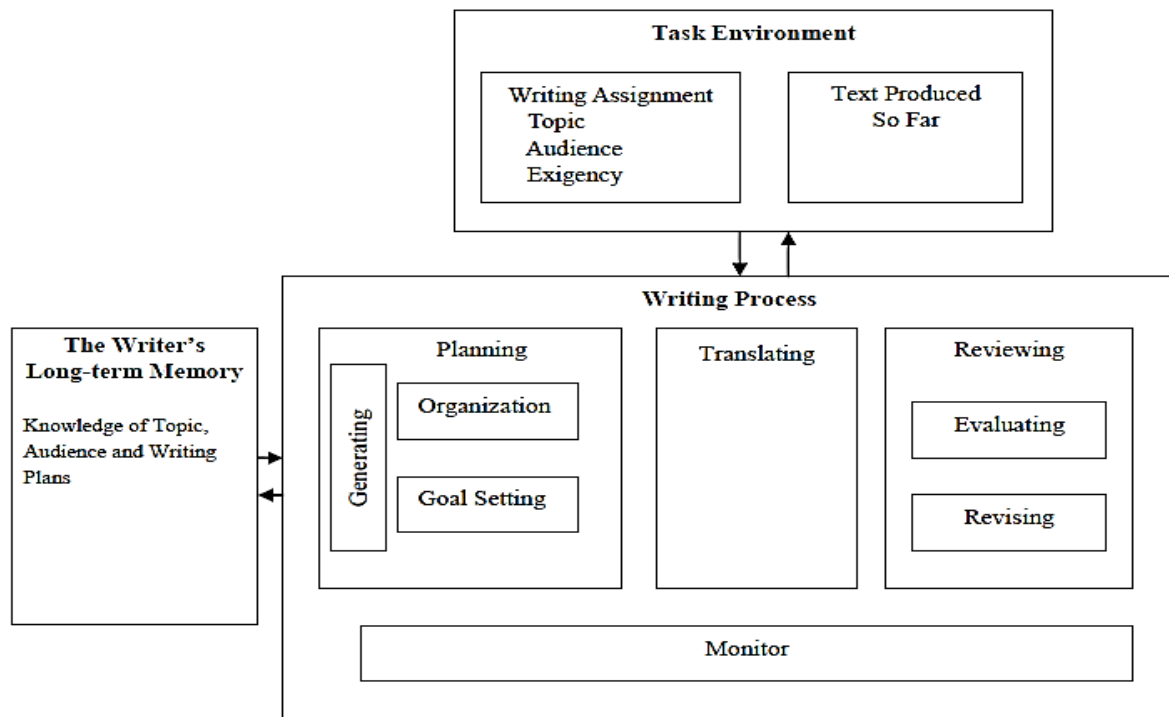 Task Environment
Writing Assignment
Topic
Audience
Exigency
Text Produced
So Far
Writing Process
The Writer's
Long-term Memory
Knowledge of Topic,
Audience and Writing
Plans
Planning
Generating
Organization
Goal Setting
Translating
Reviewing
Evaluating
Revising
Monitor